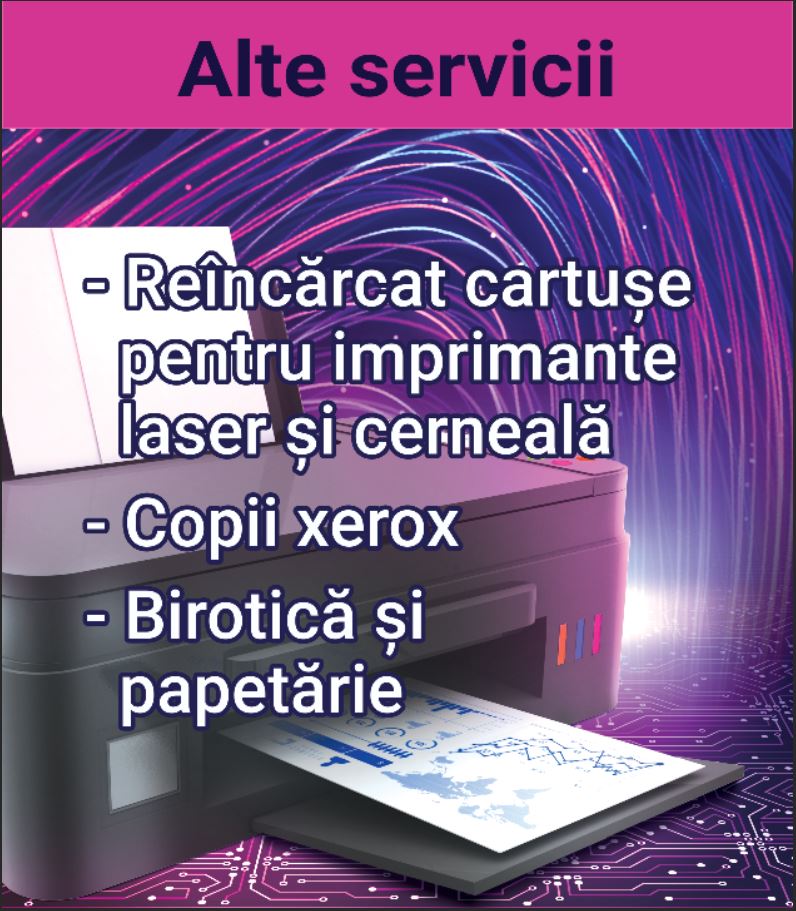 Alte servicii
- Reîncărcat cartușe
pentru imprimante
laser și cerneală
- Copii xerox
- Birotică și
papetărie